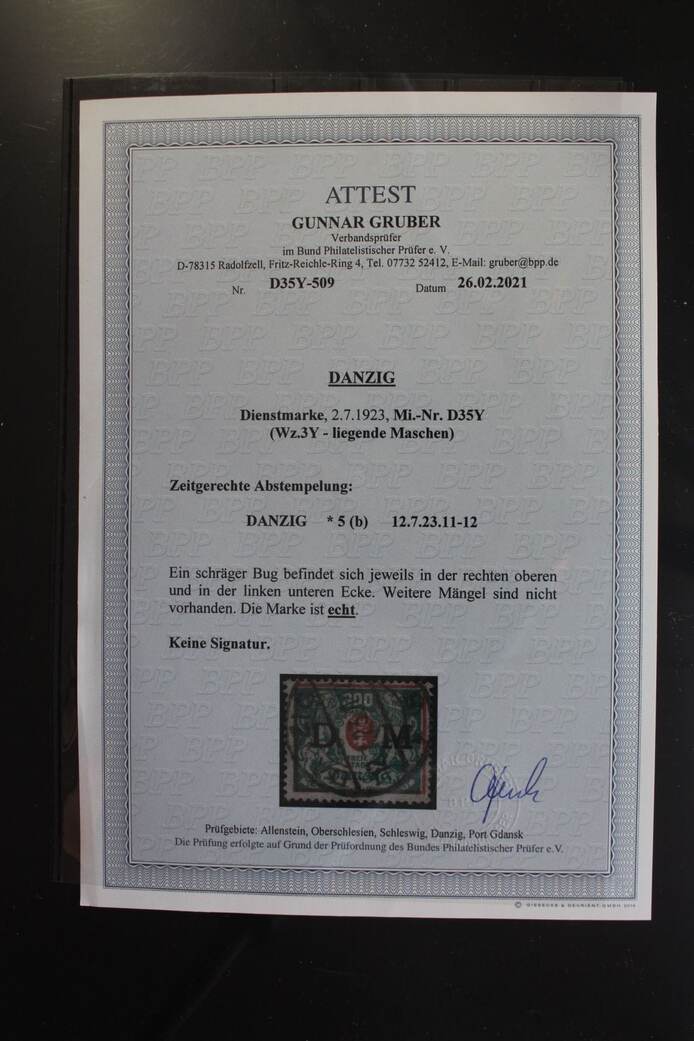 ATTEST
GUNNAR GRUBER
Verbandsprüfer
im Bund Philatelistischer Prüfer e. V.
D-78315 Radolfzell, Fritz-Reichle-Ring 4, Tel. 07732 52412, E-Mail: gruber@bpp.de
Nr. D35Y-509 Datum 26.02.2021
DANZIG
Dienstmarke, 2.7.1923, Mi.-Nr. D35Y
(Wz.3Y - liegende Maschen)
Zeitgerechte Abstempelung:
DANZIG * 5 (b) 12.7.23.11-12
Ein schräger Bug befindet sich jeweils in der rechten oberen
und in der linken unteren Ecke. Weitere Mängel sind nicht
vorhanden. Die Marke ist echt.
Keine Signatur.
D M
Prüfgebiete: Allenstein, Oberschlesien, Schleswig, Danzig, Port Gdansk
Die Prüfung erfolgte auf Grund der Prüfordnung des Bundes Philatelistischer Prüfer e.V.